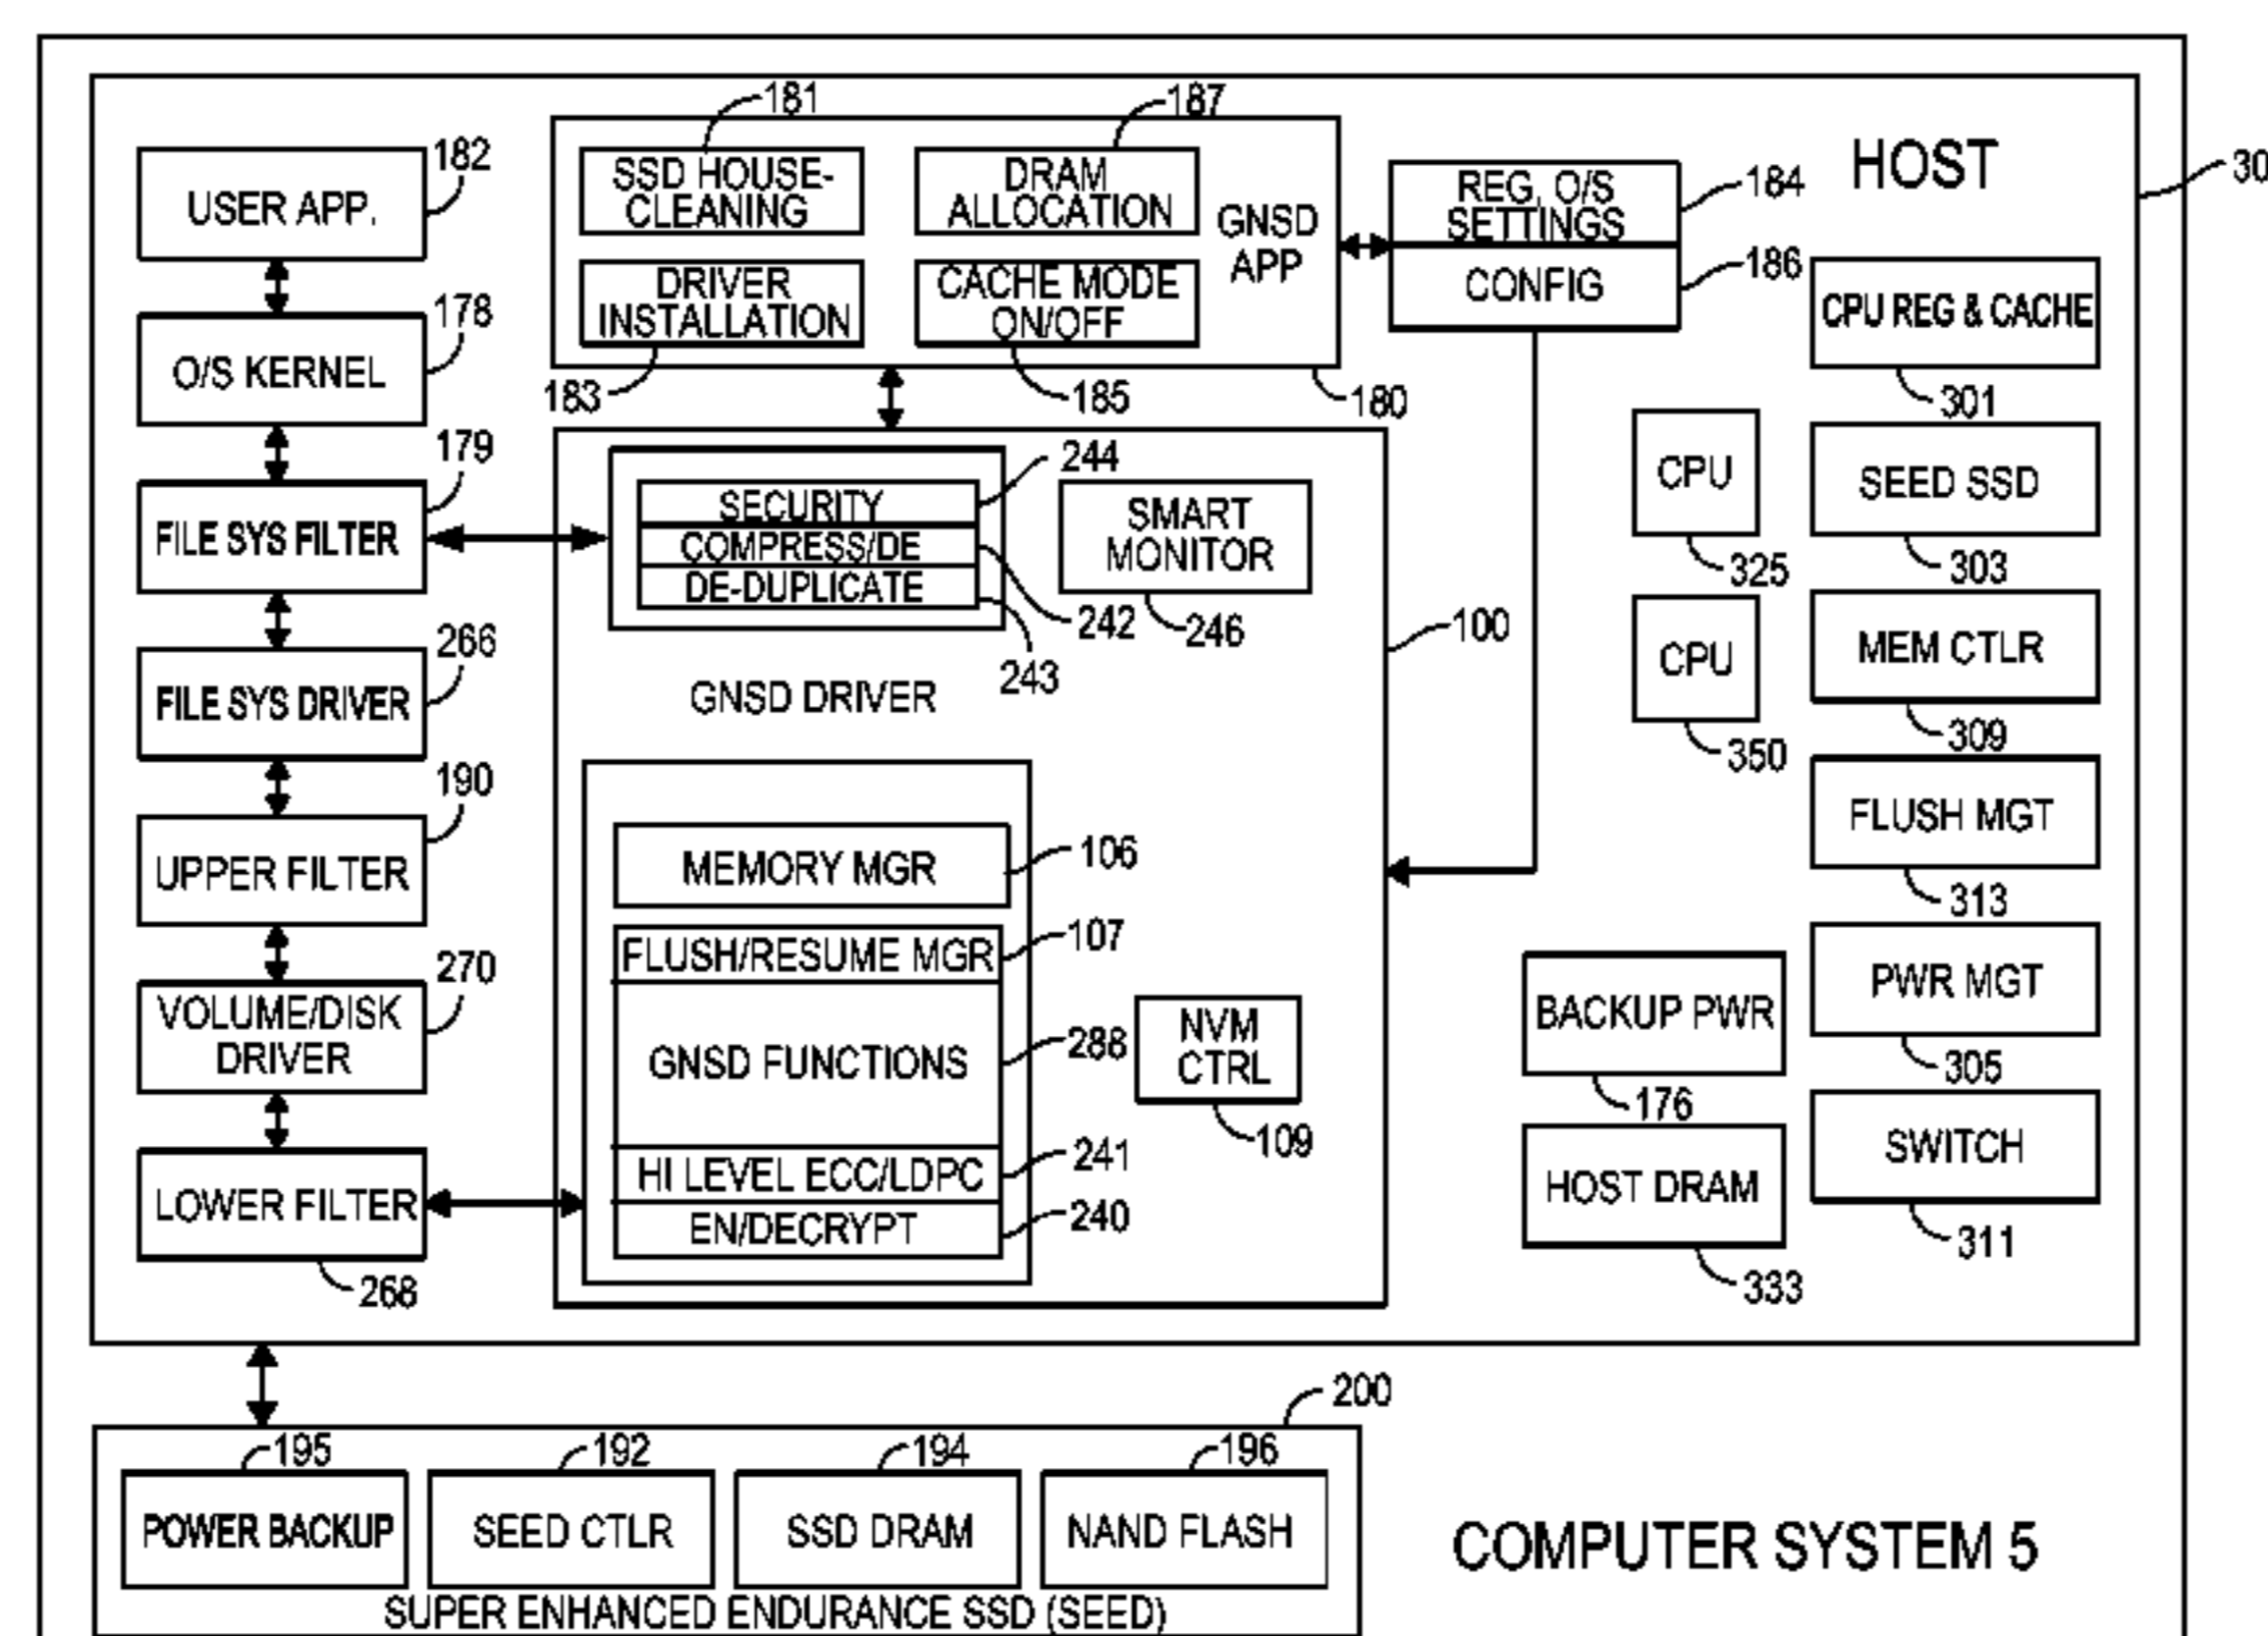 181
187
182
SSD HOUSE-
CLEANING
DRAM
ALLOCATION
GNSD
APP
REG, O/S
SETTINGS
184
HOST
30
USER APP.
DRIVER
INSTALLATION
CACHE MODE
ON/OFF
CONFIG
186
CPU REG & CACHE
178
O/S KERNEL
183
185
180
301
179
FILE SYS FILTER
SECURITY
244
COMPRESS/DE
242
DE-DUPLICATE
243
SMART
MONITOR
246
CPU
325
SEED SSD
303
266
FILE SYS DRIVER
GNSD DRIVER
100
CPU
350
MEM CTLR
309
190
UPPER FILTER
MEMORY MGR
106
FLUSH MGT
313
270
VOLUME/DISK
DRIVER
FLUSH/RESUME MGR
107
GNSD FUNCTIONS
288
NVM
CTRL
109
BACKUP PWR
176
PWR MGT
305
LOWER FILTER
268
HI LEVEL ECC/LDPC
241
EN/DECRYPT
240
HOST DRAM
333
SWITCH
311
200
195
192
194
196
POWER BACKUP
SEED CTLR
SSD DRAM
NAND FLASH
SUPER ENHANCED ENDURANCE SSD (SEED)
COMPUTER SYSTEM 5